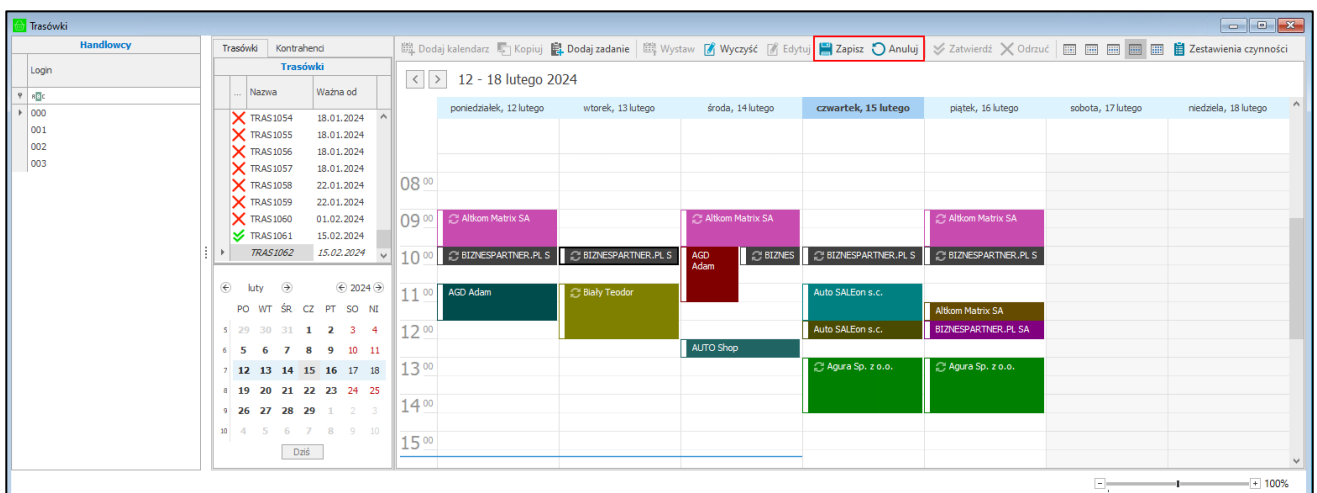 Trasówki
Handlowcy
Login
000
001
002
003
Trasówki Kontrahenci
Trasówki
... Nazwa Ważna od
TRAS1054 18.01.2024
TRAS1055 18.01.2024
TRAS1056 18.01.2024
TRAS1057 18.01.2024
TRAS1058 22.01.2024
TRAS1059 22.01.2024
TRAS1060 01.02.2024
TRAS1061 15.02.2024
TRAS1062 15.02.2024
luty 2024
PO WT ŚR CZ PT SO NI
5 29 30 31 1 2 3 4
6 5 6 7 8 9 10 11
7 12 13 14 15 16 17 18
8 19 20 21 22 23 24 25
9 26 27 28 29 1 2 3
10 4 5 6 7 8 9 10
Dziś
Dodaj kalendarz Kopiuj Dodaj zadanie Wystaw Wyczyść Edytuj Zapisz Anuluj Zatwierdź Odrzuć Zestawienia czynności
12 - 18 lutego 2024
poniedziałek, 12 lutego wtorek, 13 lutego środa, 14 lutego czwartek, 15 lutego piątek, 16 lutego sobota, 17 lutego niedziela, 18 lutego
08 00
09 00 Altkom Matrix SA Altkom Matrix SA Altkom Matrix SA
10 00 BIZNESPARTNER.PL S BIZNESPARTNER.PL S AGD Adam BIZNES BIZNESPARTNER.PL S BIZNESPARTNER.PL S
11 00 AGD Adam Biały Teodor Auto SALEon s.c.
Altkom Matrix SA
12 00 Auto SALEon s.c. BIZNESPARTNER.PL SA
AUTO Shop
13 00 Agura Sp. z o.o. Agura Sp. z o.o.
14 00
15 00
100%